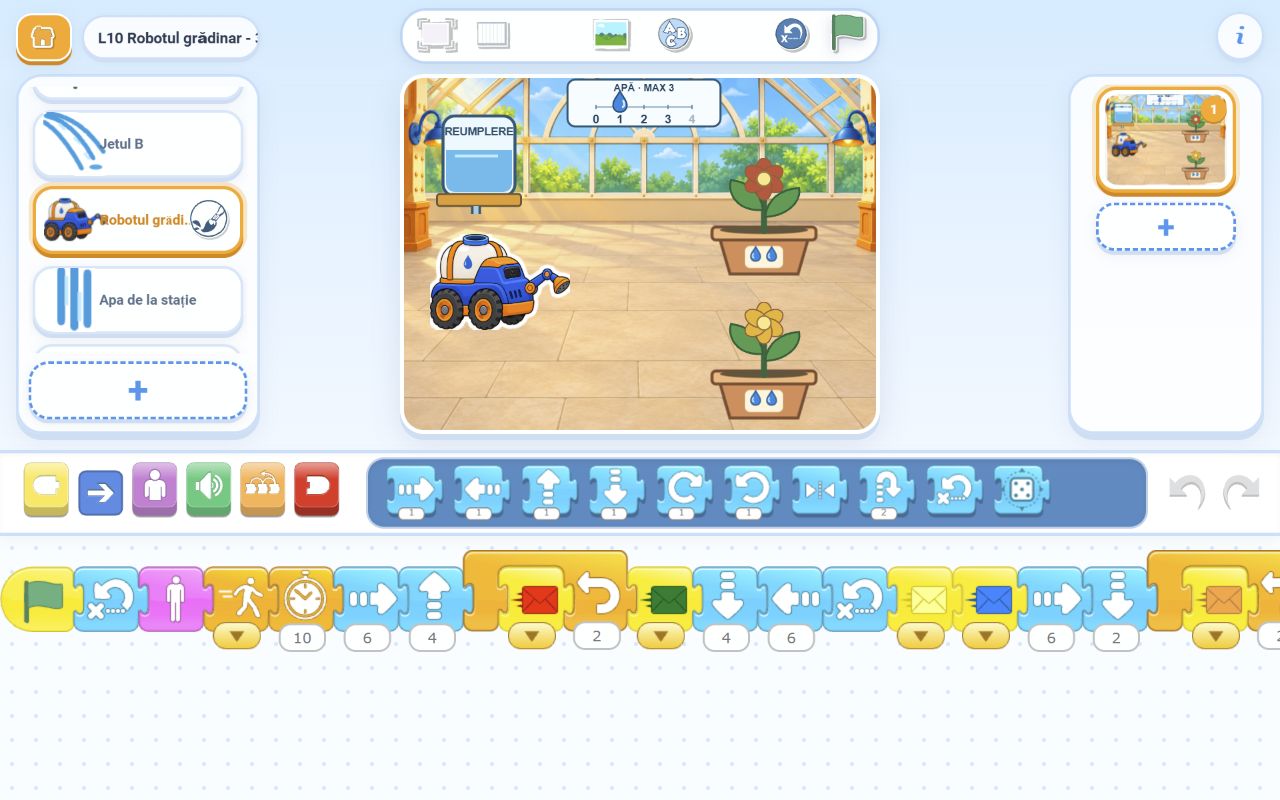 L10 Robotul grădinar - 3
i
Jetul B
Robotul grădi.
Apa de la stație
+
APĂ · MAX 3
0 1 2 3 4
REUMPLERE
A
B
C
1
+
1 1 1 1 1 1 2
10 6 4 2 4 6 6 2